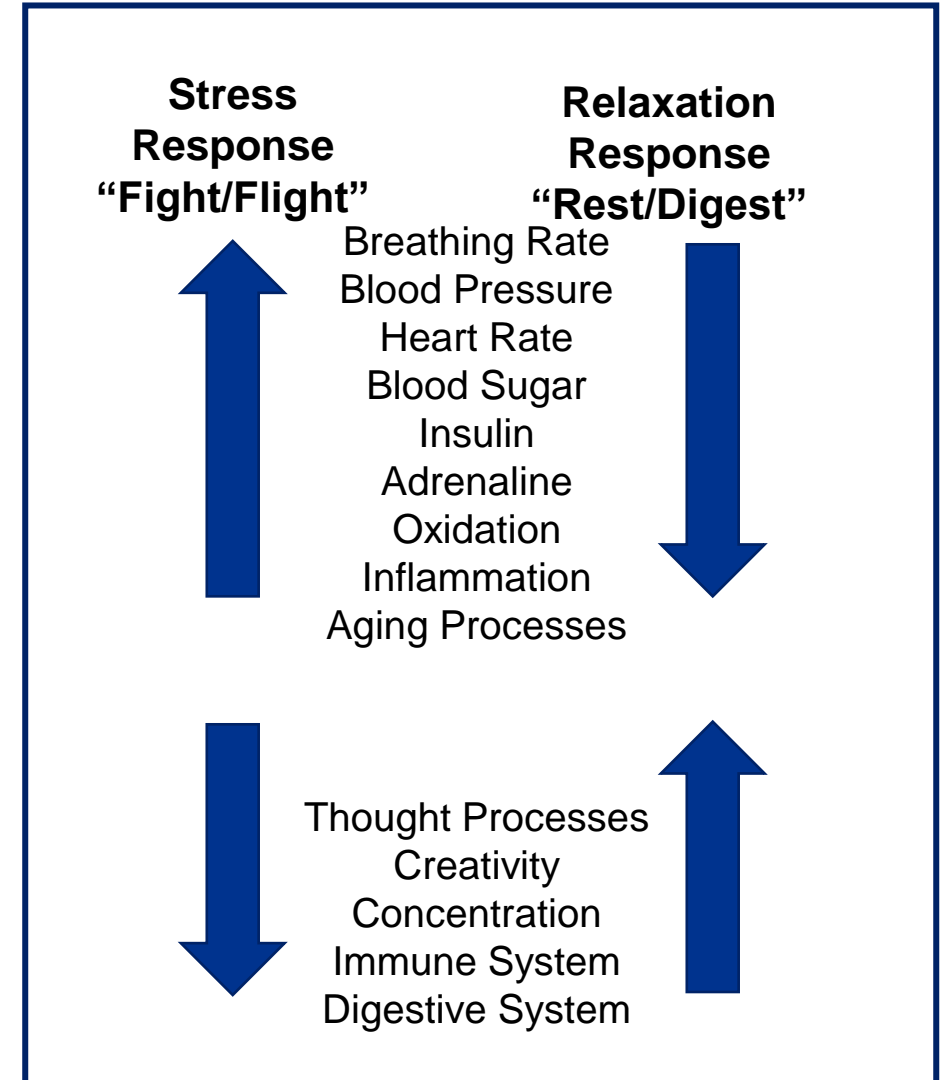 Stress
Response
“Fight/Flight”
Relaxation
Response
“Rest/Digest”
Breathing Rate
Blood Pressure
Heart Rate
Blood Sugar
Insulin
Adrenaline
Oxidation
Inflammation
Aging Processes
Thought Processes
Creativity
Concentration
Immune System
Digestive System